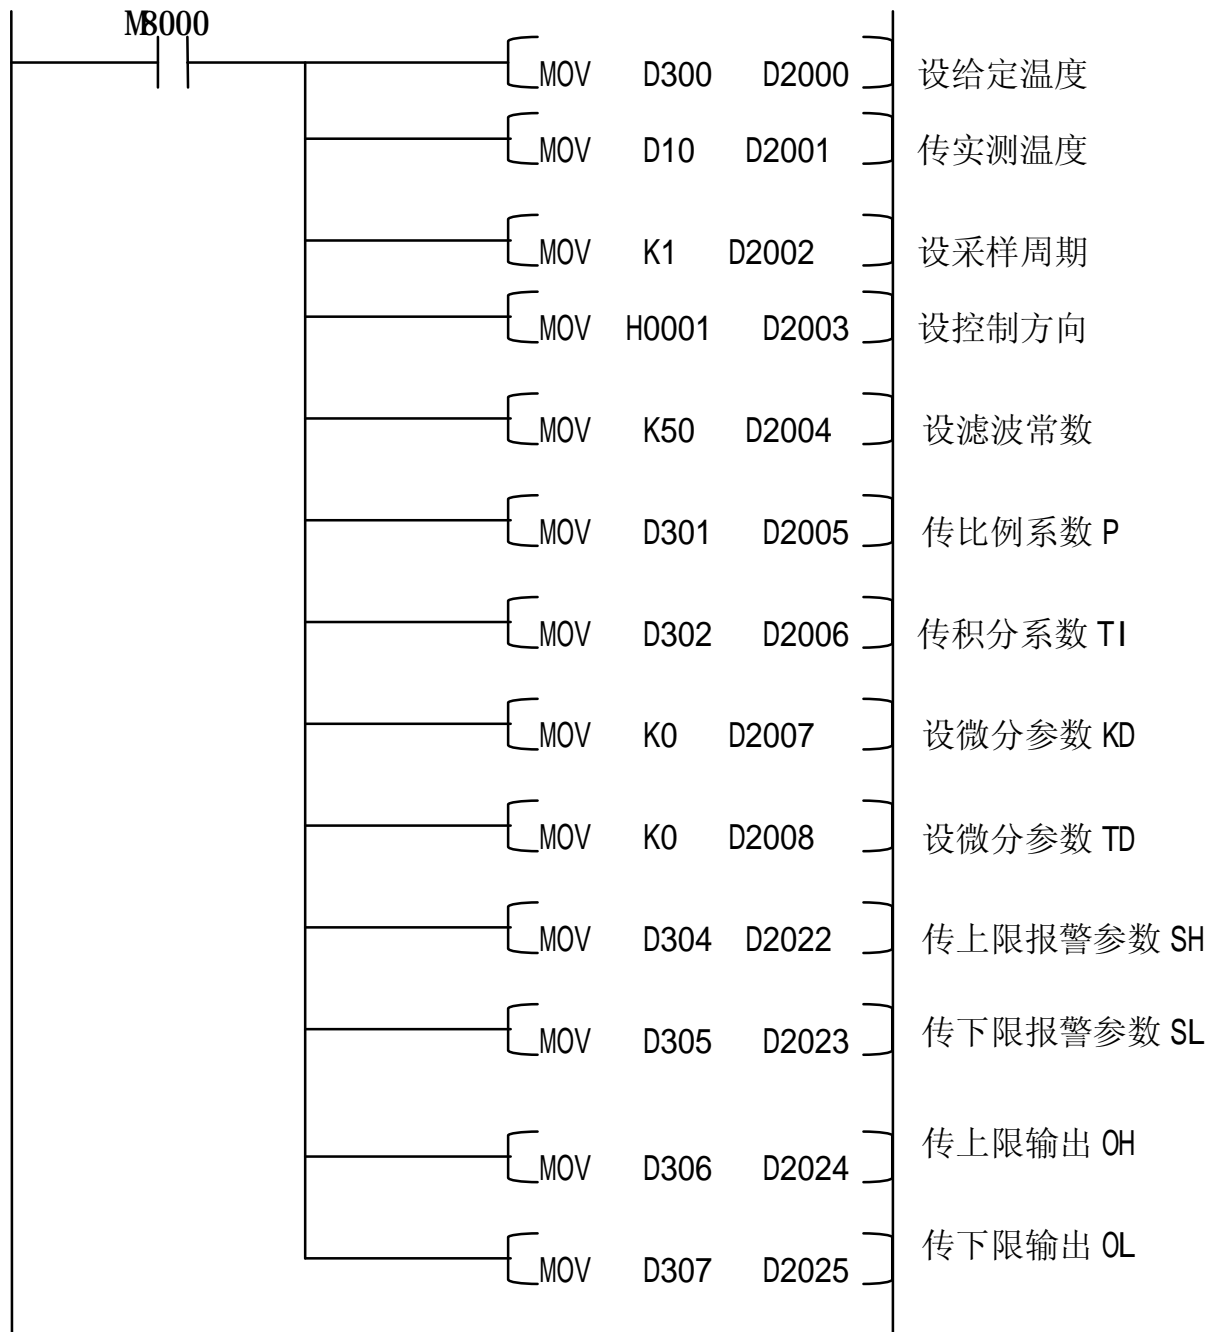 M8000
MOV D300 D2000 设给定温度
MOV D10 D2001 传实测温度
MOV K1 D2002 设采样周期
MOV H0001 D2003 设控制方向
MOV K50 D2004 设滤波常数
MOV D301 D2005 传比例系数 P
MOV D302 D2006 传积分系数 TI
MOV K0 D2007 设微分参数 KD
MOV K0 D2008 设微分参数 TD
MOV D304 D2022 传上限报警参数 SH
MOV D305 D2023 传下限报警参数 SL
MOV D306 D2024 传上限输出 OH
MOV D307 D2025 传下限输出 OL